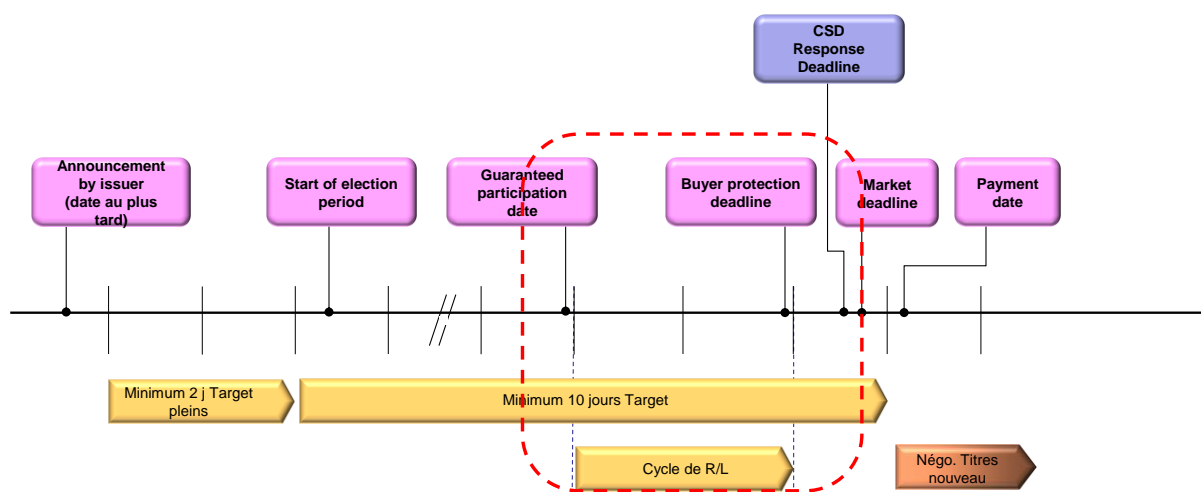 CSD
Response
Deadline
Announcement
by issuer
(date au plus
tard)
Start of election
period
Guaranteed
participation
date
Buyer protection
deadline
Market
deadline
Payment
date
Minimum 2 j Target
pleins
Minimum 10 jours Target
Cycle de R/L
Négo. Titres
nouveau